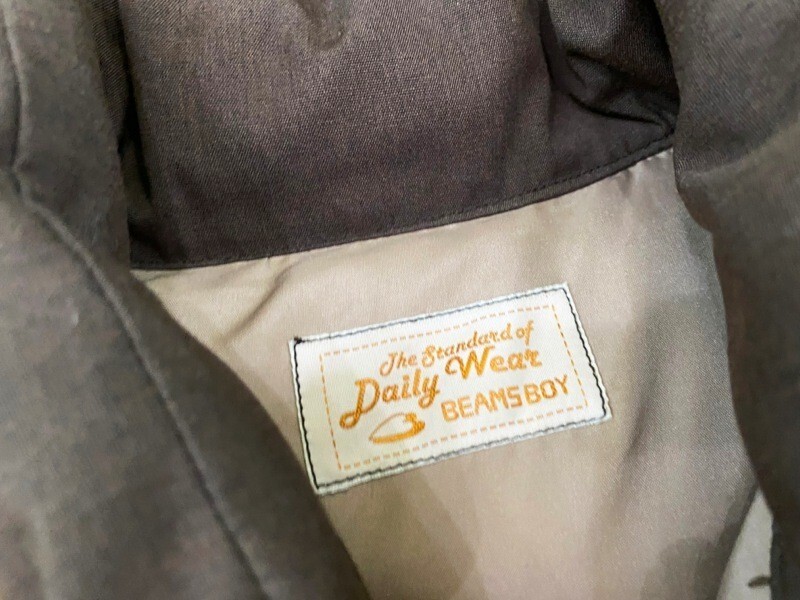 The Standard of
Daily Wear
BEAMS BOY